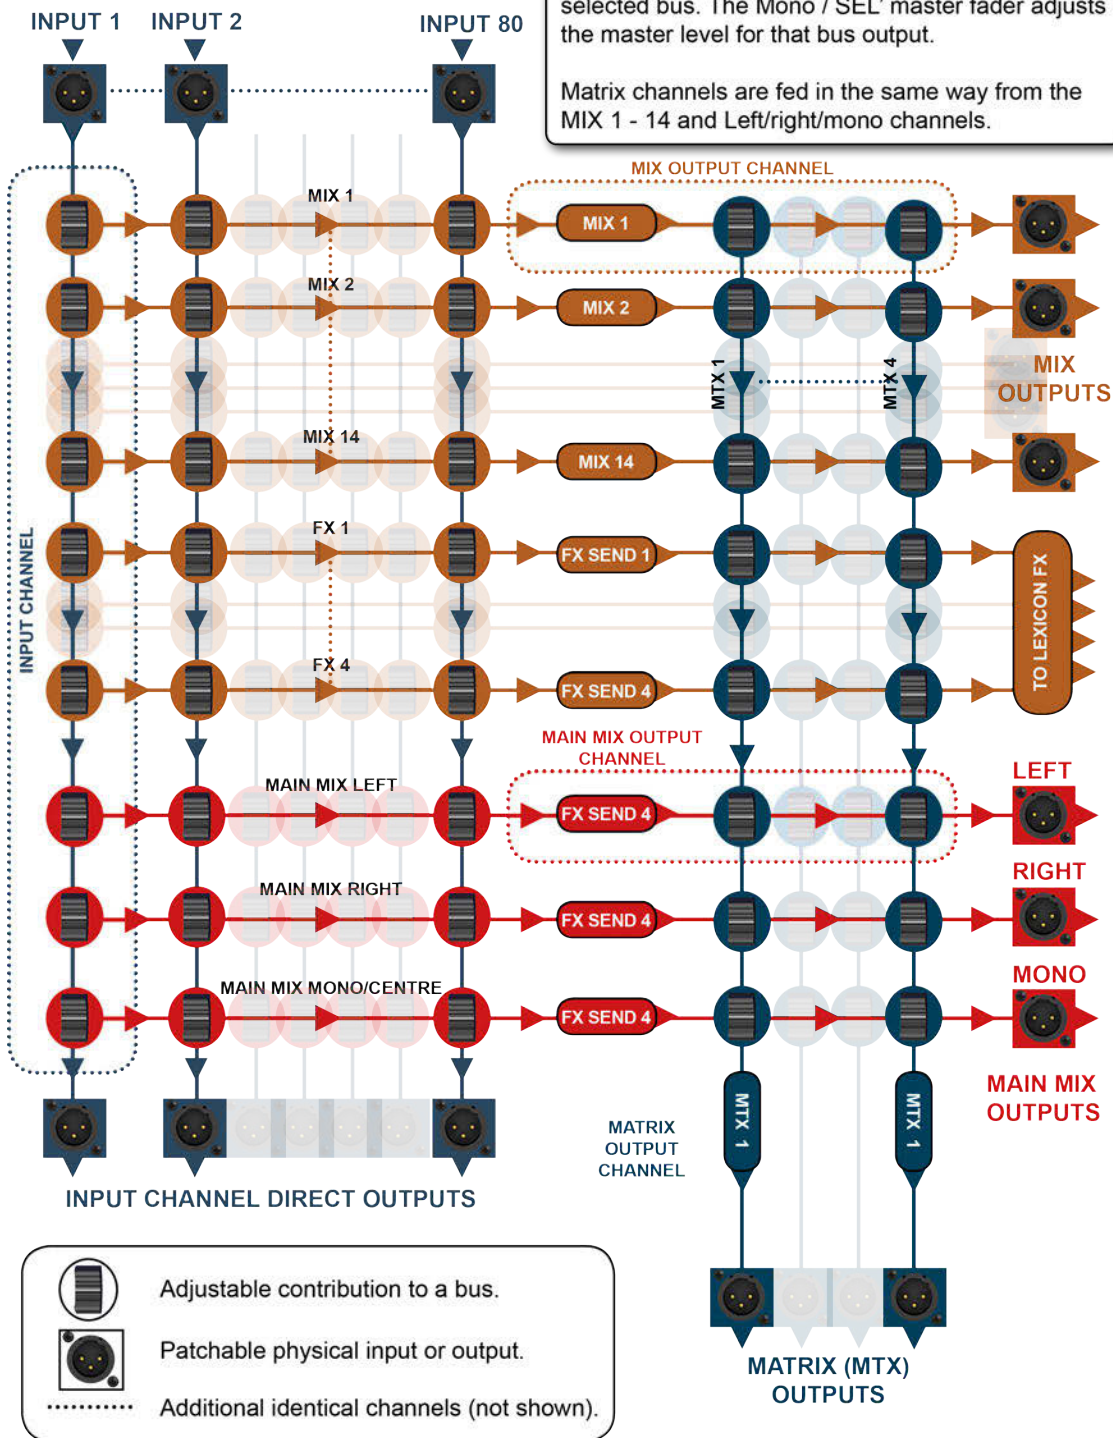 selected bus. The Mono / SEL' master fader adjusts
the master level for that bus output.
Matrix channels are fed in the same way from the
MIX 1 - 14 and Left/right/mono channels.
INPUT 1
INPUT 2
INPUT 80
MIX OUTPUT CHANNEL
MIX 1
MIX 1
MIX 2
MIX 2
MTX 1
MTX 4
MIX
OUTPUTS
MIX 14
MIX 14
INPUT CHANNEL
FX 1
FX SEND 1
TO LEXICON FX
FX 4
FX SEND 4
MAIN MIX OUTPUT
CHANNEL
MAIN MIX LEFT
FX SEND 4
LEFT
MAIN MIX RIGHT
FX SEND 4
RIGHT
MAIN MIX MONO/CENTRE
FX SEND 4
MONO
MAIN MIX
OUTPUTS
MATRIX
OUTPUT
CHANNEL
MTX 1
MTX 1
INPUT CHANNEL DIRECT OUTPUTS
Adjustable contribution to a bus.
Patchable physical input or output.
Additional identical channels (not shown).
MATRIX (MTX)
OUTPUTS